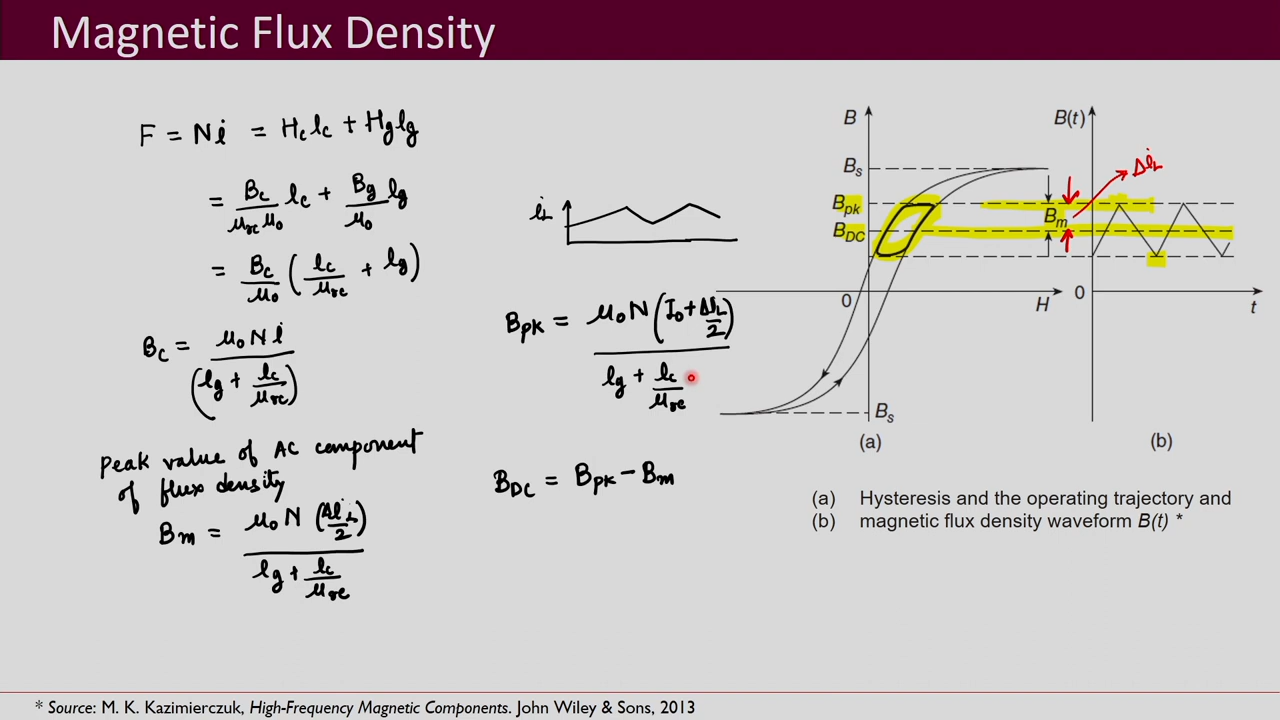 Magnetic Flux Density
F = Ni = Hclc + Hglg
= Bc/μrcμ0 lc + Bg/μ0 lg
= Bc/μ0 (lc/μrc + lg)
Bc = μ0Ni / (lg + lc/μrc)
Peak value of AC component
of flux density
Bm = μ0N (ΔiL/2) / lg + lc/μrc
iL
Bpk = μ0N (I0 + ΔiL/2) / lg + lc/μrc
BDC = Bpk - Bm
B
Bs
Bpk
BDC
0
H
Bs
(a)
B(t)
ΔiL
Bm
0
t
(b)
(a) Hysteresis and the operating trajectory and
(b) magnetic flux density waveform B(t) *
* Source: M. K. Kazimierczuk, High-Frequency Magnetic Components. John Wiley & Sons, 2013